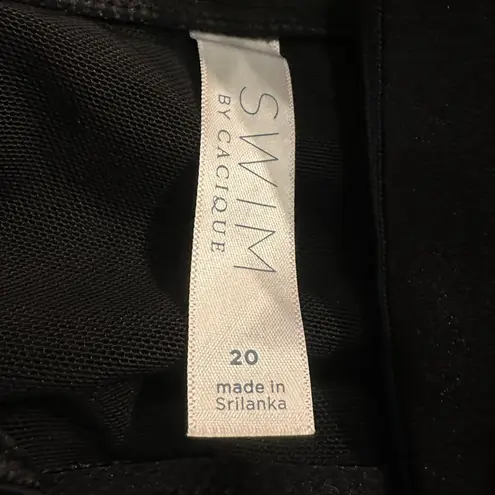 SWIM
BY CACIQUE
20
made in
Srilanka